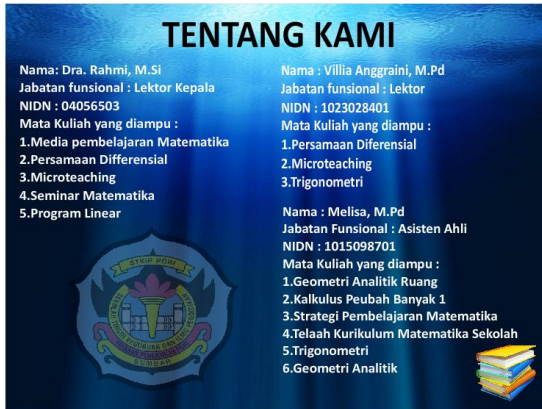 TENTANG KAMI
Nama: Dra. Rahmi, M.Si
Jabatan funsional : Lektor Kepala
NIDN : 04056503
Mata Kuliah yang diampu :
1.Media pembelajaran Matematika
2.Persamaan Differensial
3.Microteaching
4.Seminar Matematika
5.Program Linear
Nama : Villia Anggraini, M.Pd
Jabatan funsional : Lektor
NIDN : 1023028401
Mata Kuliah yang diampu :
1.Persamaan Diferensial
2.Microteaching
3.Trigonometri
Nama : Melisa, M.Pd
Jabatan Funsional : Asisten Ahli
NIDN : 1015098701
Mata Kuliah yang diampu :
1.Geometri Analitik Ruang
2.Kalkulus Peubah Banyak 1
3.Strategi Pembelajaran Matematika
4.Telaah Kurikulum Matematika Sekolah
5.Trigonometri
6.Geometri Analitik
STKIP PGRI
SUMBAR